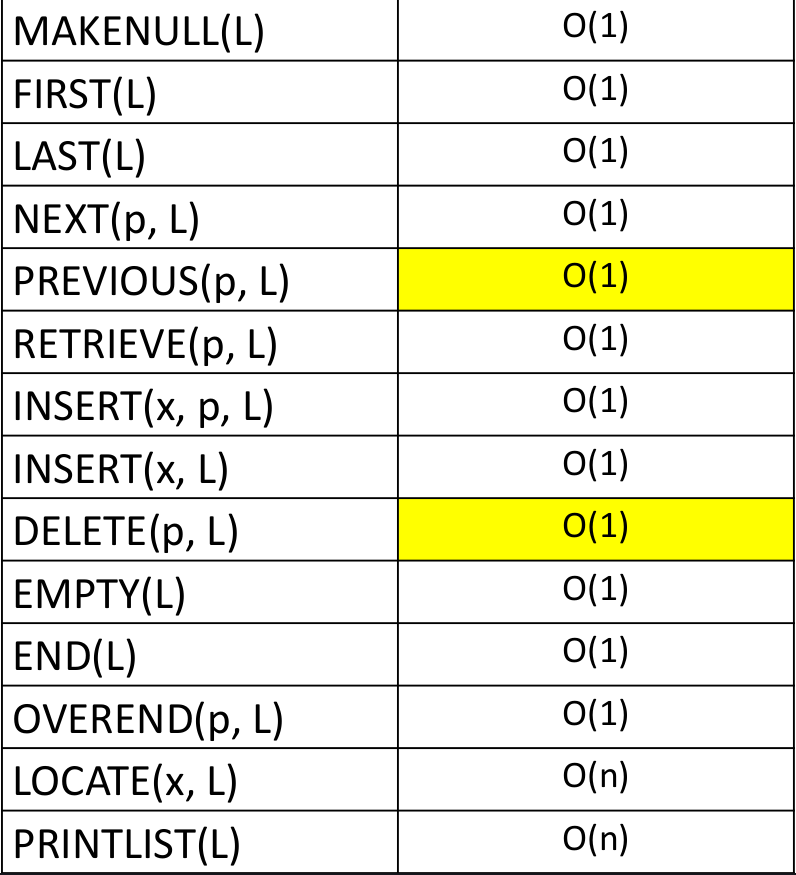 MAKENULL(L) O(1)
FIRST(L) O(1)
LAST(L) O(1)
NEXT(p, L) O(1)
PREVIOUS(p, L) O(1)
RETRIEVE(p, L) O(1)
INSERT(x, p, L) O(1)
INSERT(x, L) O(1)
DELETE(p, L) O(1)
EMPTY(L) O(1)
END(L) O(1)
OVEREND(p, L) O(1)
LOCATE(x, L) O(n)
PRINTLIST(L) O(n)